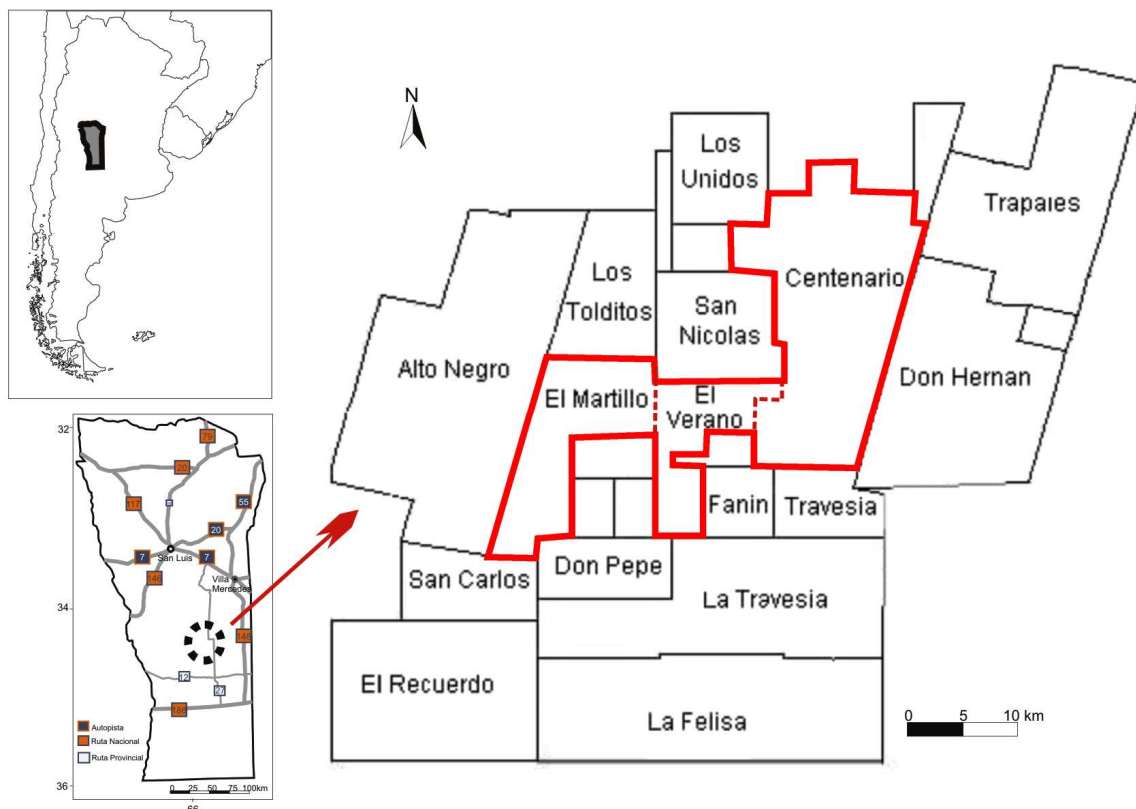 N
Los
Unidos
Trapales
Los
Tolditos
Centenario
San
Nicolas
Alto Negro
El Martillo
El
Verano
Don Hernan
Fanin
Travesia
Don Pepe
San Carlos
La Travesia
El Recuerdo
La Felisa
0 5 10 km
32
34
36
66
79
20
117
55
20
7
7
San Luis
146
Villa
Mercedes
148
12
27
188
Autopista
Ruta Nacional
Ruta Provincial
0 25 50 75 100km